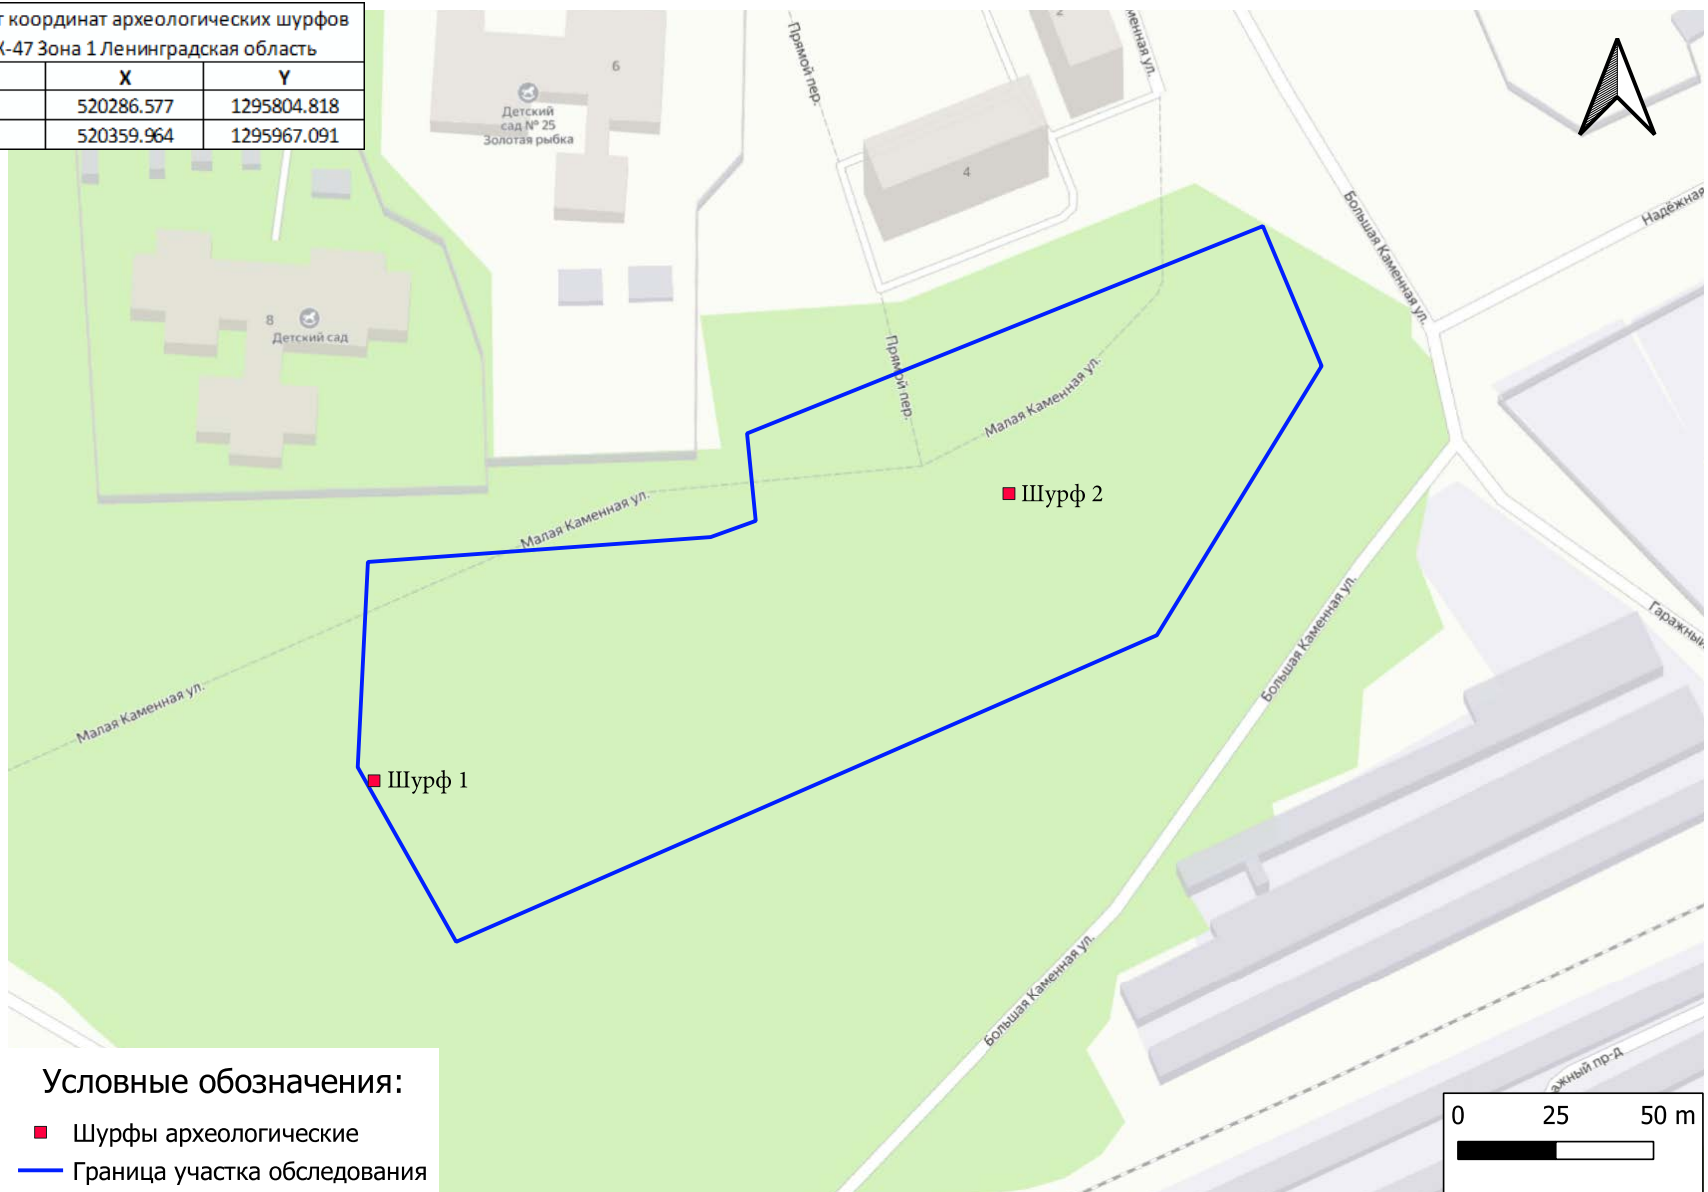 координат археологических шурфов
-47 Зона 1 Ленинградская область
X Y
520286.577 1295804.818
520359.964 1295967.091
6
Детский
сад № 25
Золотая рыбка
Прямой пер.
4
Большая Каменная ул.
Надёжная
8
Детский сад
Прямой пер.
Малая Каменная ул.
Шурф 2
Малая Каменная ул.
Большая Каменная ул.
Гаражный
Малая Каменная ул.
Шурф 1
Большая Каменная ул.
ажный пр-д
Условные обозначения:
Шурфы археологические
Граница участка обследования
0 25 50 m